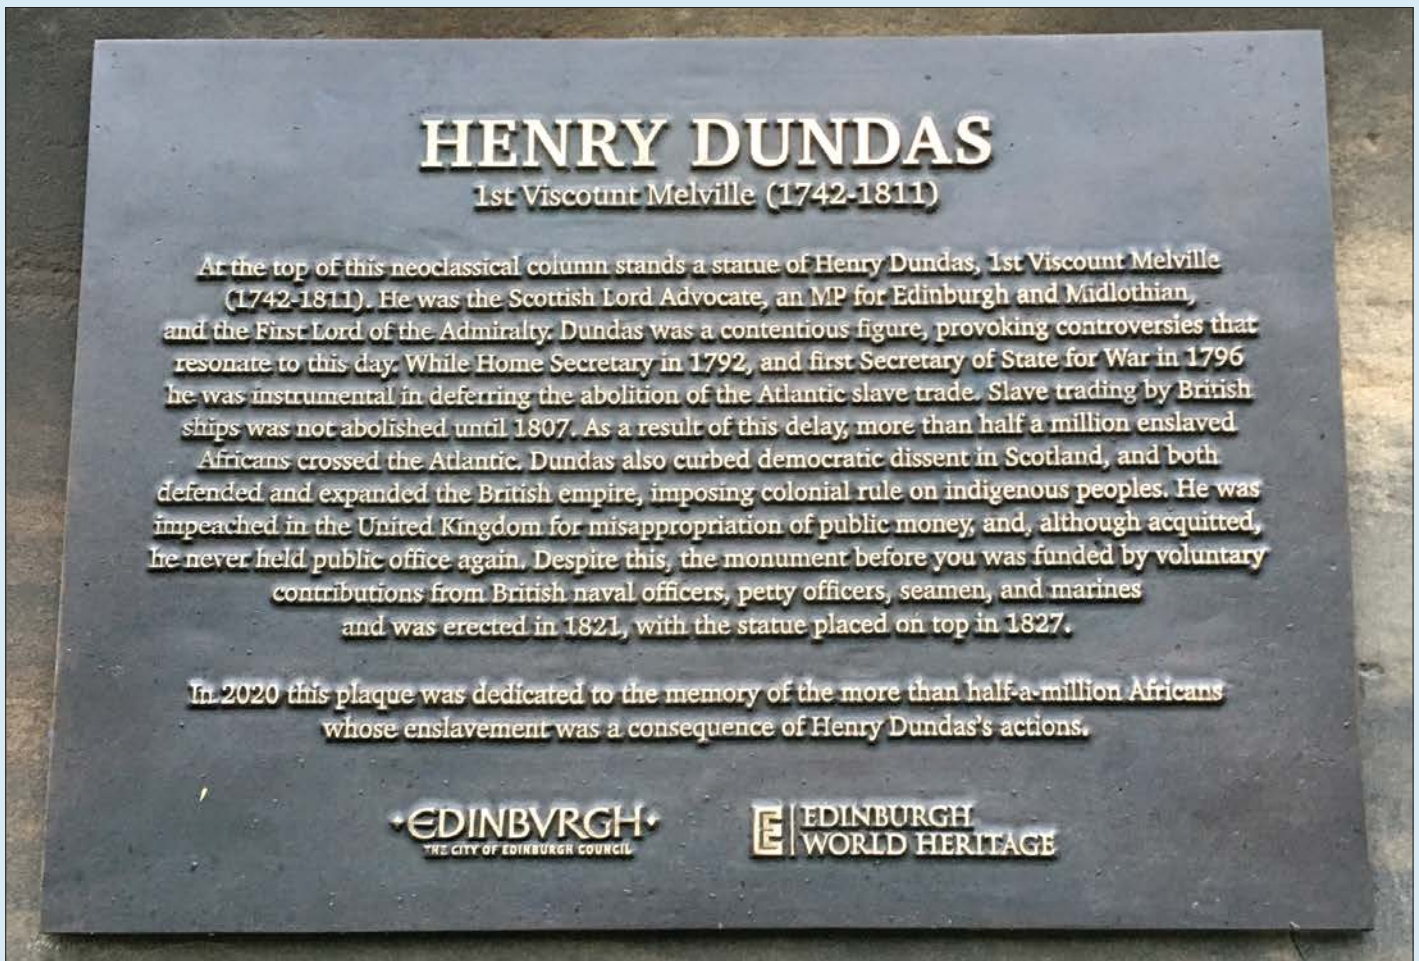 HENRY DUNDAS
1st Viscount Melville (1742-1811)
At the top of this neoclassical column stands a statue of Henry Dundas, 1st Viscount Melville
(1742-1811). He was the Scottish Lord Advocate, an MP for Edinburgh and Midlothian,
and the First Lord of the Admiralty. Dundas was a contentious figure, provoking controversies that
resonate to this day. While Home Secretary in 1792, and first Secretary of State for War in 1796
he was instrumental in deferring the abolition of the Atlantic slave trade. Slave trading by British
ships was not abolished until 1807. As a result of this delay, more than half a million enslaved
Africans crossed the Atlantic. Dundas also curbed democratic dissent in Scotland, and both
defended and expanded the British empire, imposing colonial rule on indigenous peoples. He was
impeached in the United Kingdom for misappropriation of public money, and, although acquitted,
he never held public office again. Despite this, the monument before you was funded by voluntary
contributions from British naval officers, petty officers, seamen, and marines
and was erected in 1821, with the statue placed on top in 1827.
In 2020 this plaque was dedicated to the memory of the more than half-a-million Africans
whose enslavement was a consequence of Henry Dundas's actions.
·EDINBVRGH·
THE CITY OF EDINBURGH COUNCIL
E EDINBURGH
WORLD HERITAGE